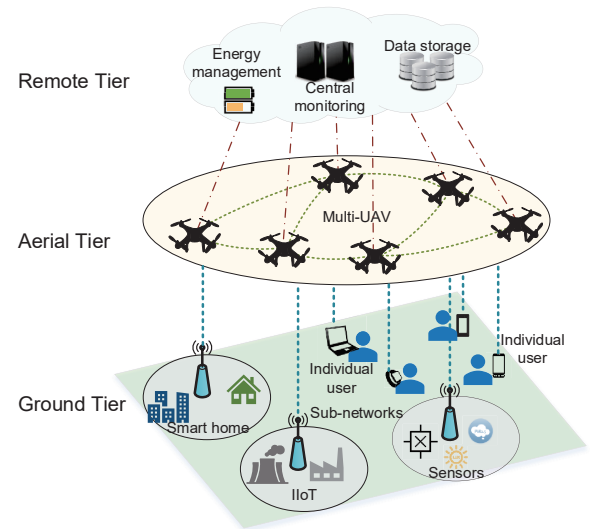 Remote Tier
Energy
management
Central
monitoring
Data storage
Aerial Tier
Multi-UAV
Ground Tier
Smart home
IIoT
Sub-networks
Individual
user
Sensors
Individual
user